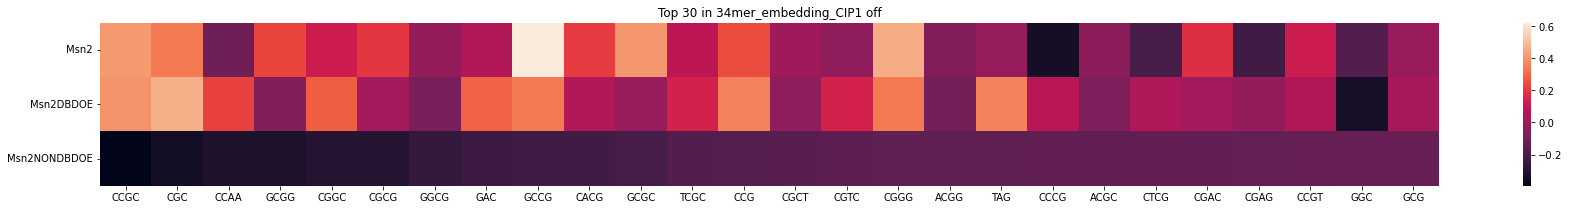 Top 30 in 34mer_embedding_CIP1 off
Msn2
Msn2DBDOE
Msn2NONDBDOE
CCGC CGC CCAA GCGG CGGC CGCG GGCG GAC GCCG CACG GCGC TCGC CCG CGCT CGTC CGGG ACGG TAG CCCG ACGC CTCG CGAC CGAG CCGT GGC GCG
0.6
0.4
0.2
0.0
−0.2